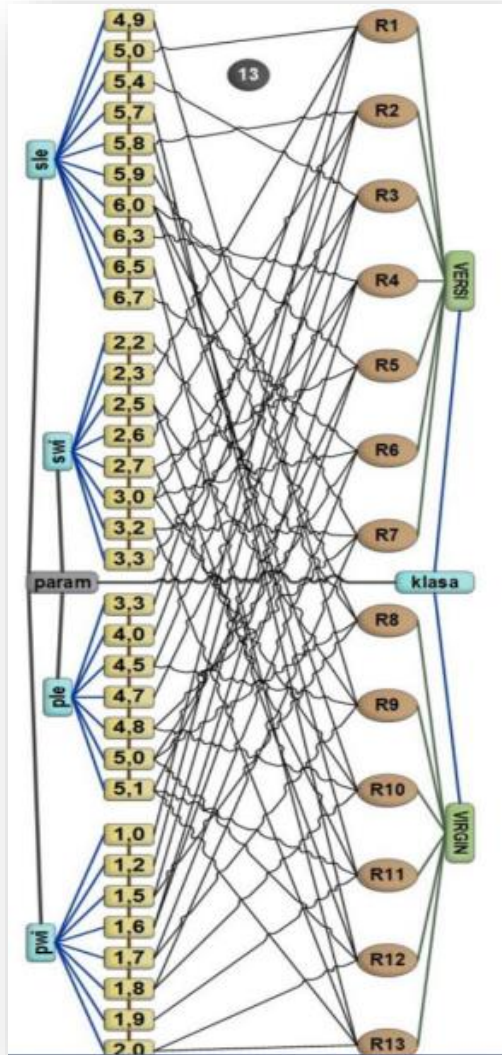 4,9
5,0
5,4
5,7
5,8
5,9
6,0
6,3
6,5
6,7
sle
2,2
2,3
2,5
2,6
2,7
3,0
3,2
3,3
swi
param
3,3
4,0
4,5
4,7
4,8
5,0
5,1
ple
1,0
1,2
1,5
1,6
1,7
1,8
1,9
2,0
pwi
13
R1
R2
R3
R4
R5
R6
R7
VERSI
klasa
R8
R9
R10
R11
R12
R13
VIRGIN